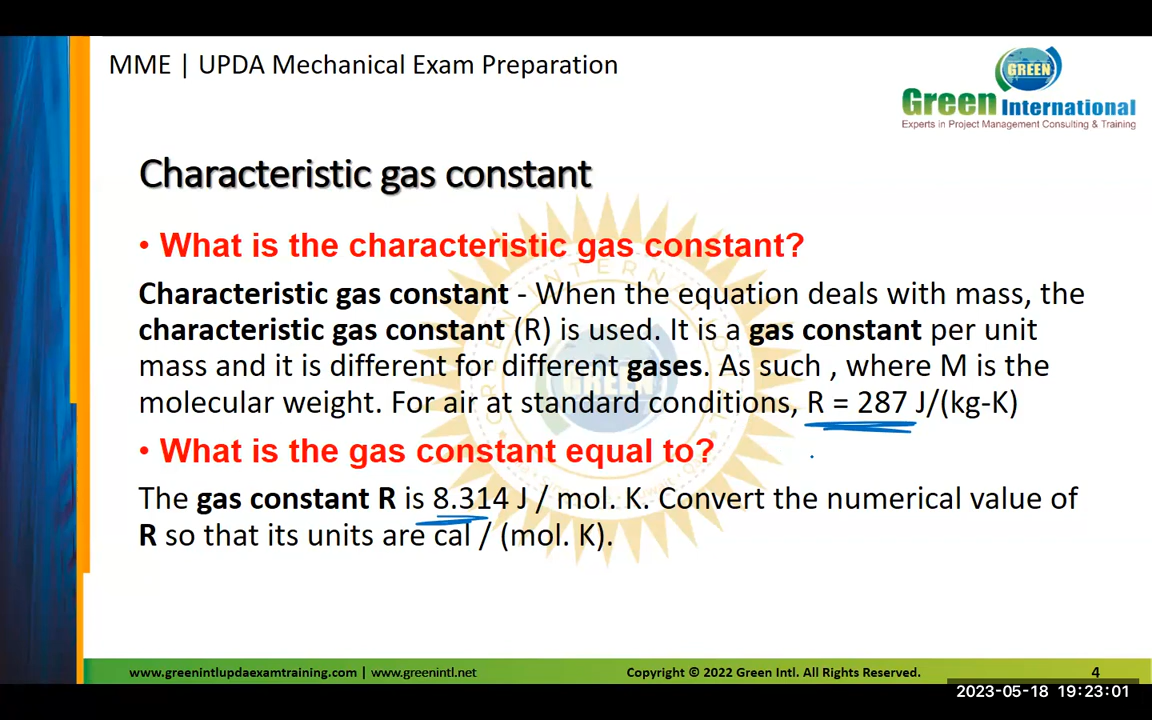 MME | UPDA Mechanical Exam Preparation
GREEN
Green International
Experts in Project Management Consulting & Training
Characteristic gas constant
• What is the characteristic gas constant?
Characteristic gas constant - When the equation deals with mass, the
characteristic gas constant (R) is used. It is a gas constant per unit
mass and it is different for different gases. As such , where M is the
molecular weight. For air at standard conditions, R = 287 J/(kg-K)
• What is the gas constant equal to?
The gas constant R is 8.314 J / mol. K. Convert the numerical value of
R so that its units are cal / (mol. K).
www.greenintlupdaexamtraining.com | www.greenintl.net
Copyright © 2022 Green Intl. All Rights Reserved.
4
2023-05-18 19:23:01